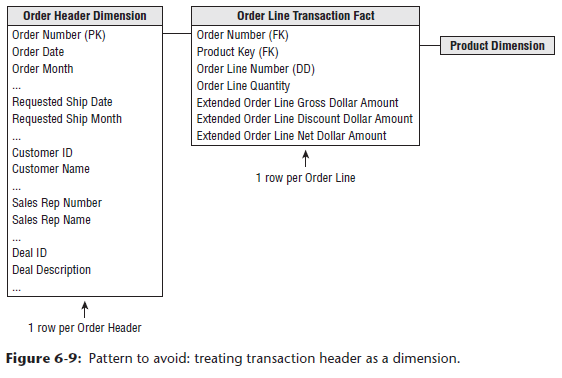 Order Header Dimension
Order Number (PK)
Order Date
Order Month
...
Requested Ship Date
Requested Ship Month
...
Customer ID
Customer Name
...
Sales Rep Number
Sales Rep Name
...
Deal ID
Deal Description
...
1 row per Order Header
Order Line Transaction Fact
Order Number (FK)
Product Key (FK)
Order Line Number (DD)
Order Line Quantity
Extended Order Line Gross Dollar Amount
Extended Order Line Discount Dollar Amount
Extended Order Line Net Dollar Amount
1 row per Order Line
Product Dimension
Figure 6-9: Pattern to avoid: treating transaction header as a dimension.